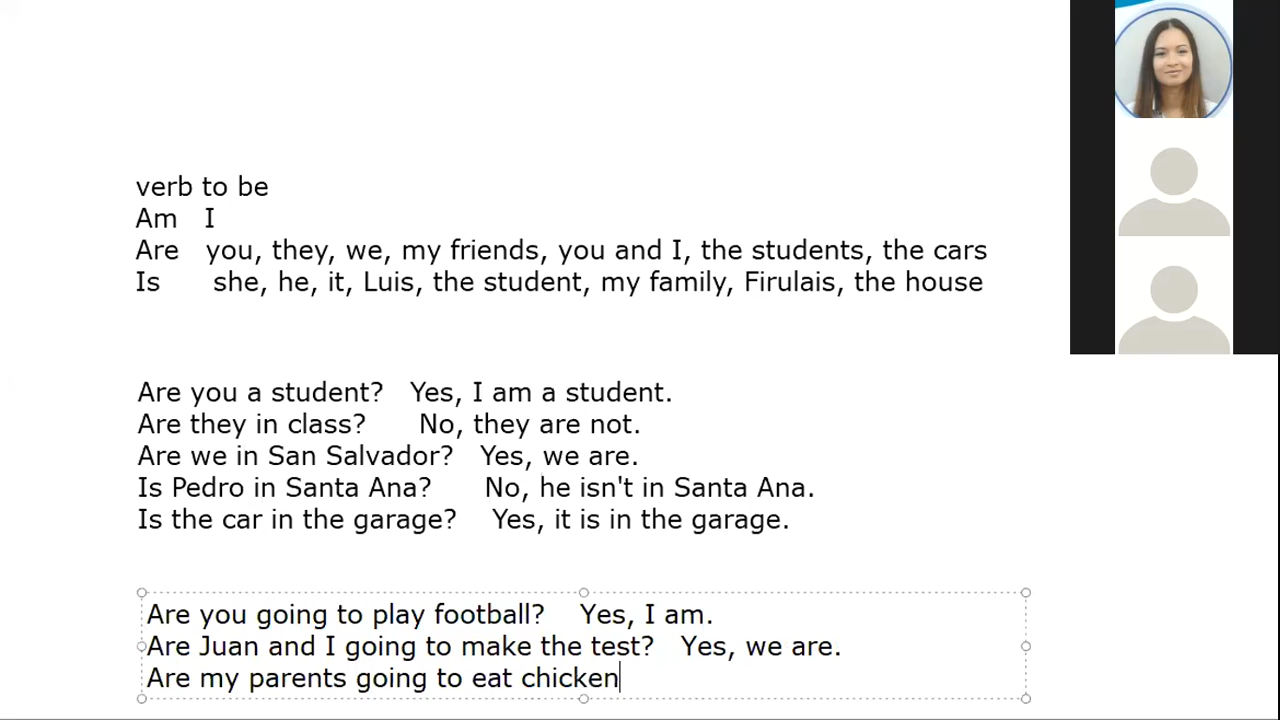 verb to be
Am I
Are you, they, we, my friends, you and I, the students, the cars
Is she, he, it, Luis, the student, my family, Firulais, the house
Are you a student? Yes, I am a student.
Are they in class? No, they are not.
Are we in San Salvador? Yes, we are.
Is Pedro in Santa Ana? No, he isn't in Santa Ana.
Is the car in the garage? Yes, it is in the garage.
Are you going to play football? Yes, I am.
Are Juan and I going to make the test? Yes, we are.
Are my parents going to eat chicken